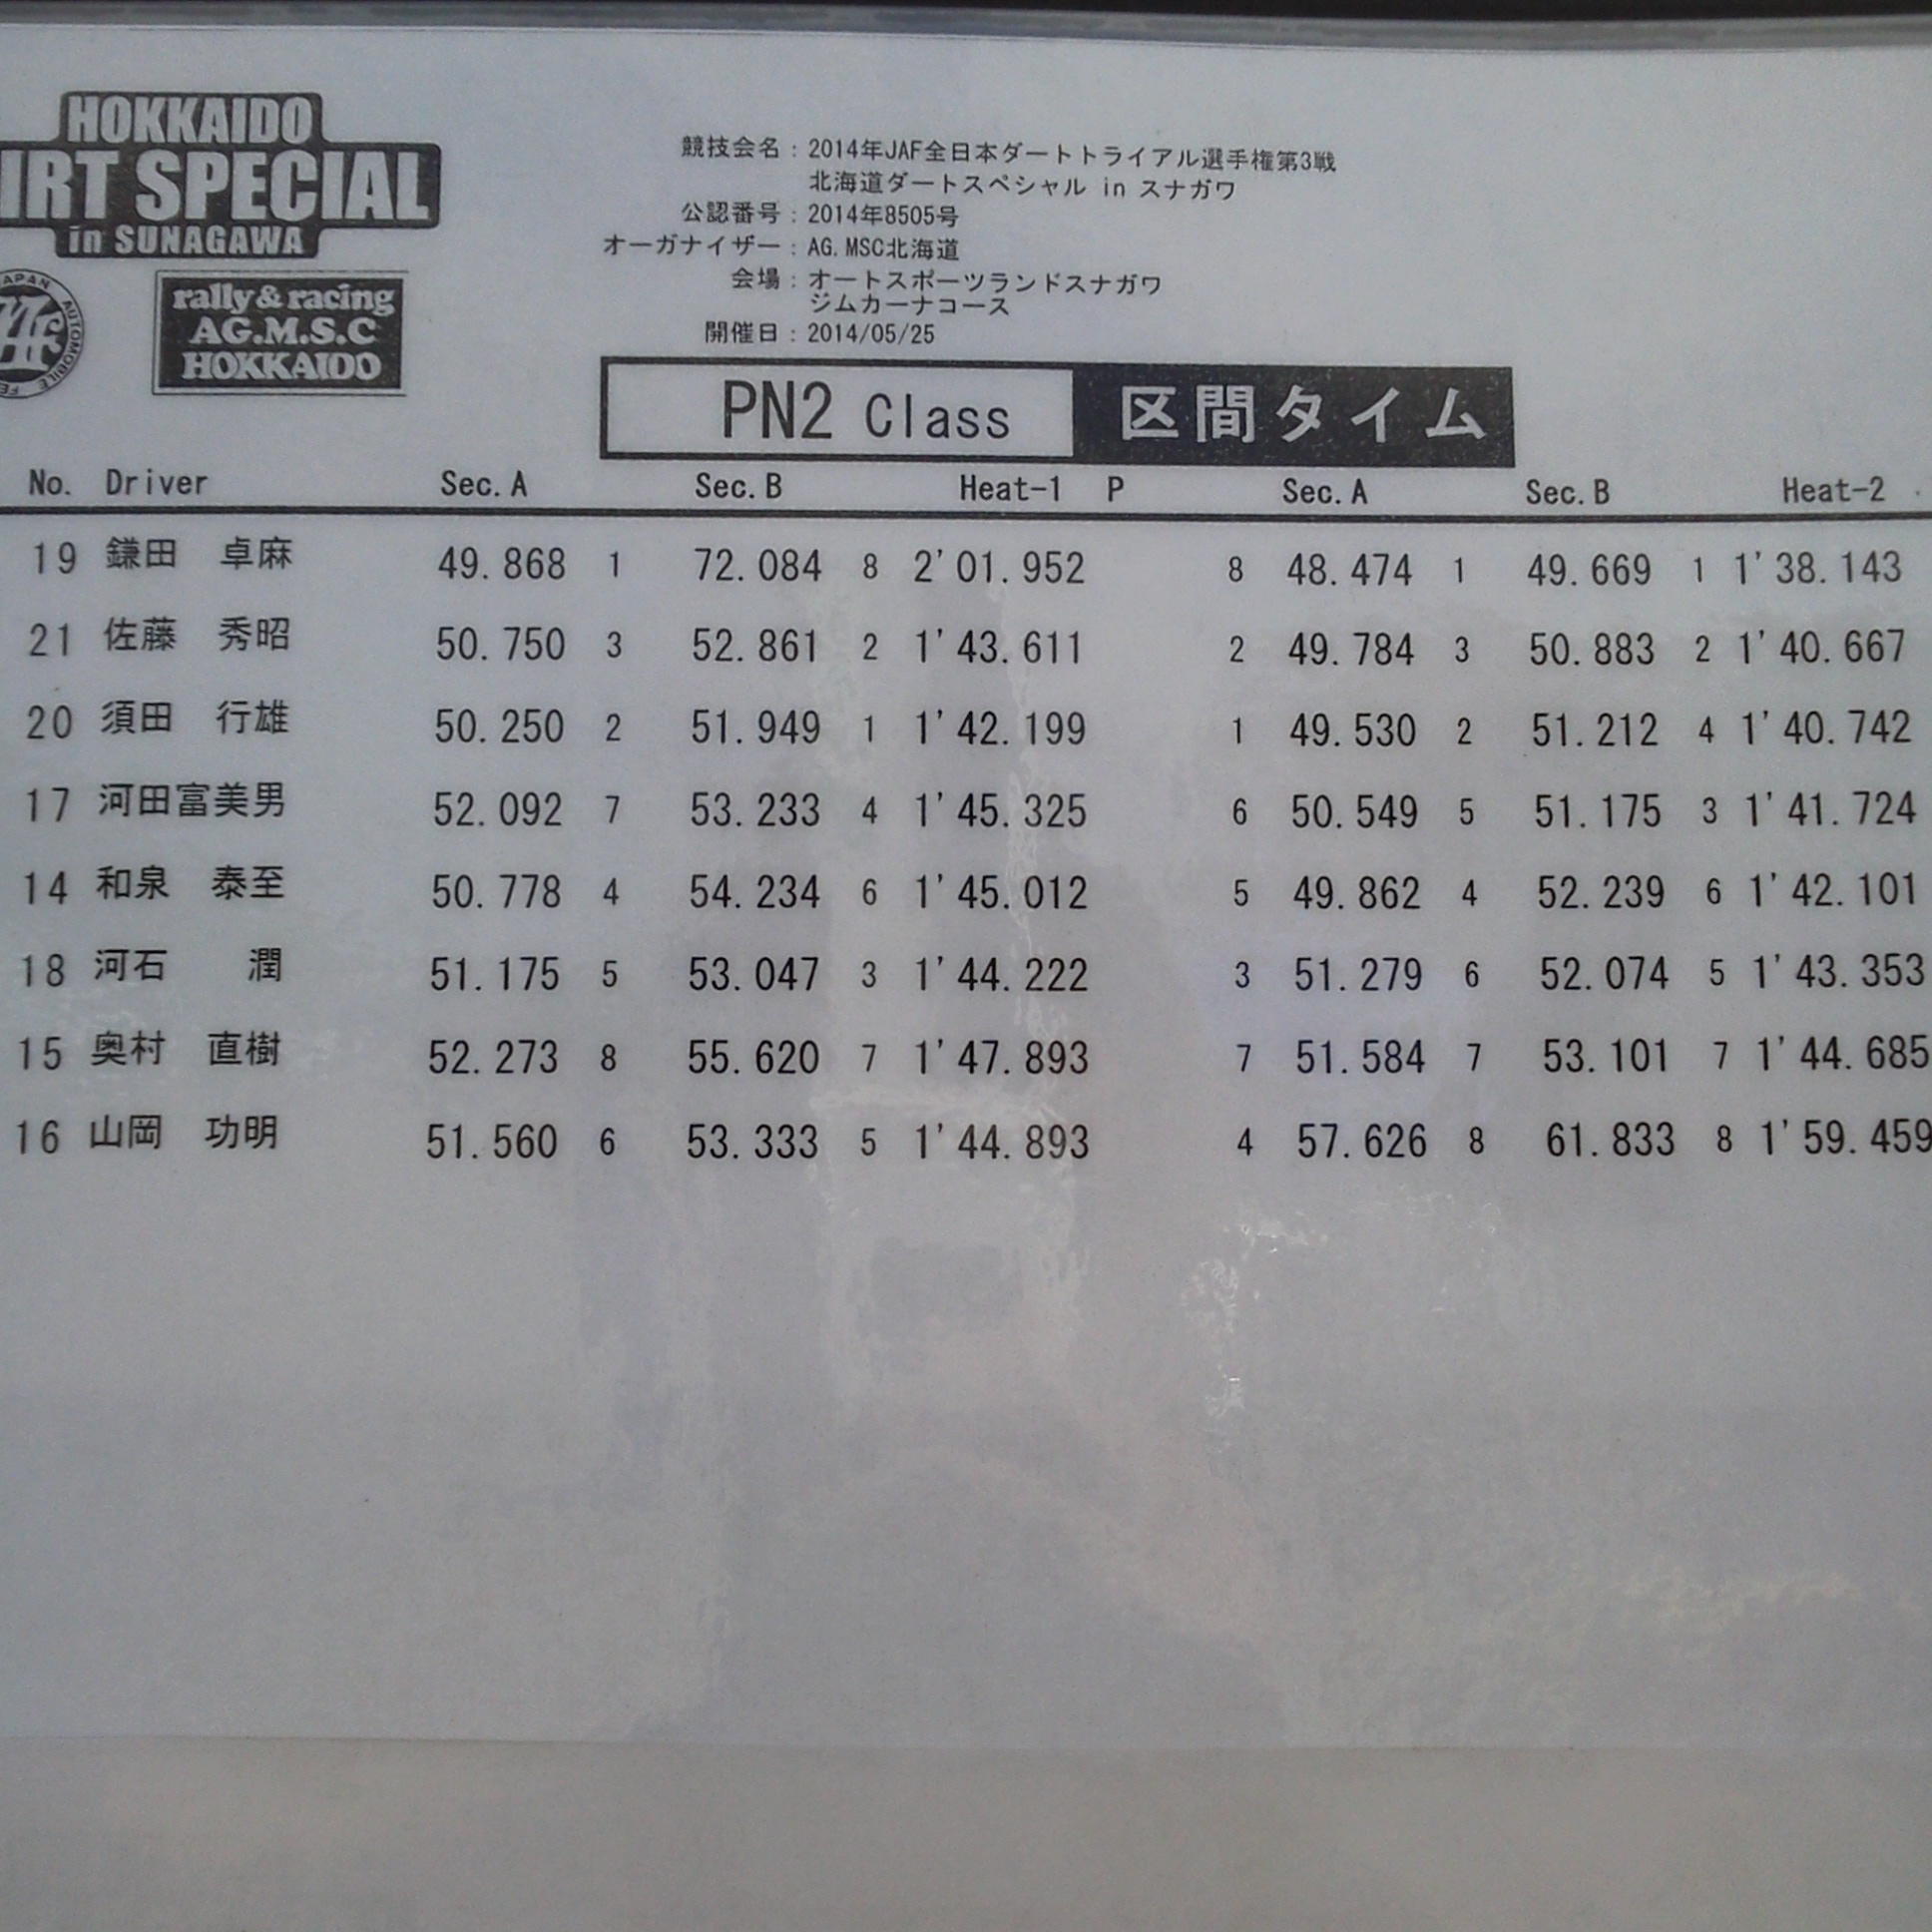 HOKKAIDO
IRT SPECIAL
in SUNAGAWA
APAN AUTOMOBILE FE
rally & racing
AG.M.S.C
HOKKAIDO
競技会名 : 2014年JAF全日本ダートトライアル選手権第3戦
北海道ダートスペシャル in スナガワ
公認番号 : 2014年8505号
オーガナイザー : AG.MSC北海道
会場 : オートスポーツランドスナガワ
ジムカーナコース
開催日 : 2014/05/25
PN2 Class 区間タイム
No. Driver Sec.A Sec.B Heat-1 P Sec.A Sec.B Heat-2
19 鎌田 卓麻 49.868 1 72.084 8 2'01.952 8 48.474 1 49.669 1 1'38.143
21 佐藤 秀昭 50.750 3 52.861 2 1'43.611 2 49.784 3 50.883 2 1'40.667
20 須田 行雄 50.250 2 51.949 1 1'42.199 1 49.530 2 51.212 4 1'40.742
17 河田富美男 52.092 7 53.233 4 1'45.325 6 50.549 5 51.175 3 1'41.724
14 和泉 泰至 50.778 4 54.234 6 1'45.012 5 49.862 4 52.239 6 1'42.101
18 河石 潤 51.175 5 53.047 3 1'44.222 3 51.279 6 52.074 5 1'43.353
15 奥村 直樹 52.273 8 55.620 7 1'47.893 7 51.584 7 53.101 7 1'44.685
16 山岡 功明 51.560 6 53.333 5 1'44.893 4 57.626 8 61.833 8 1'59.459